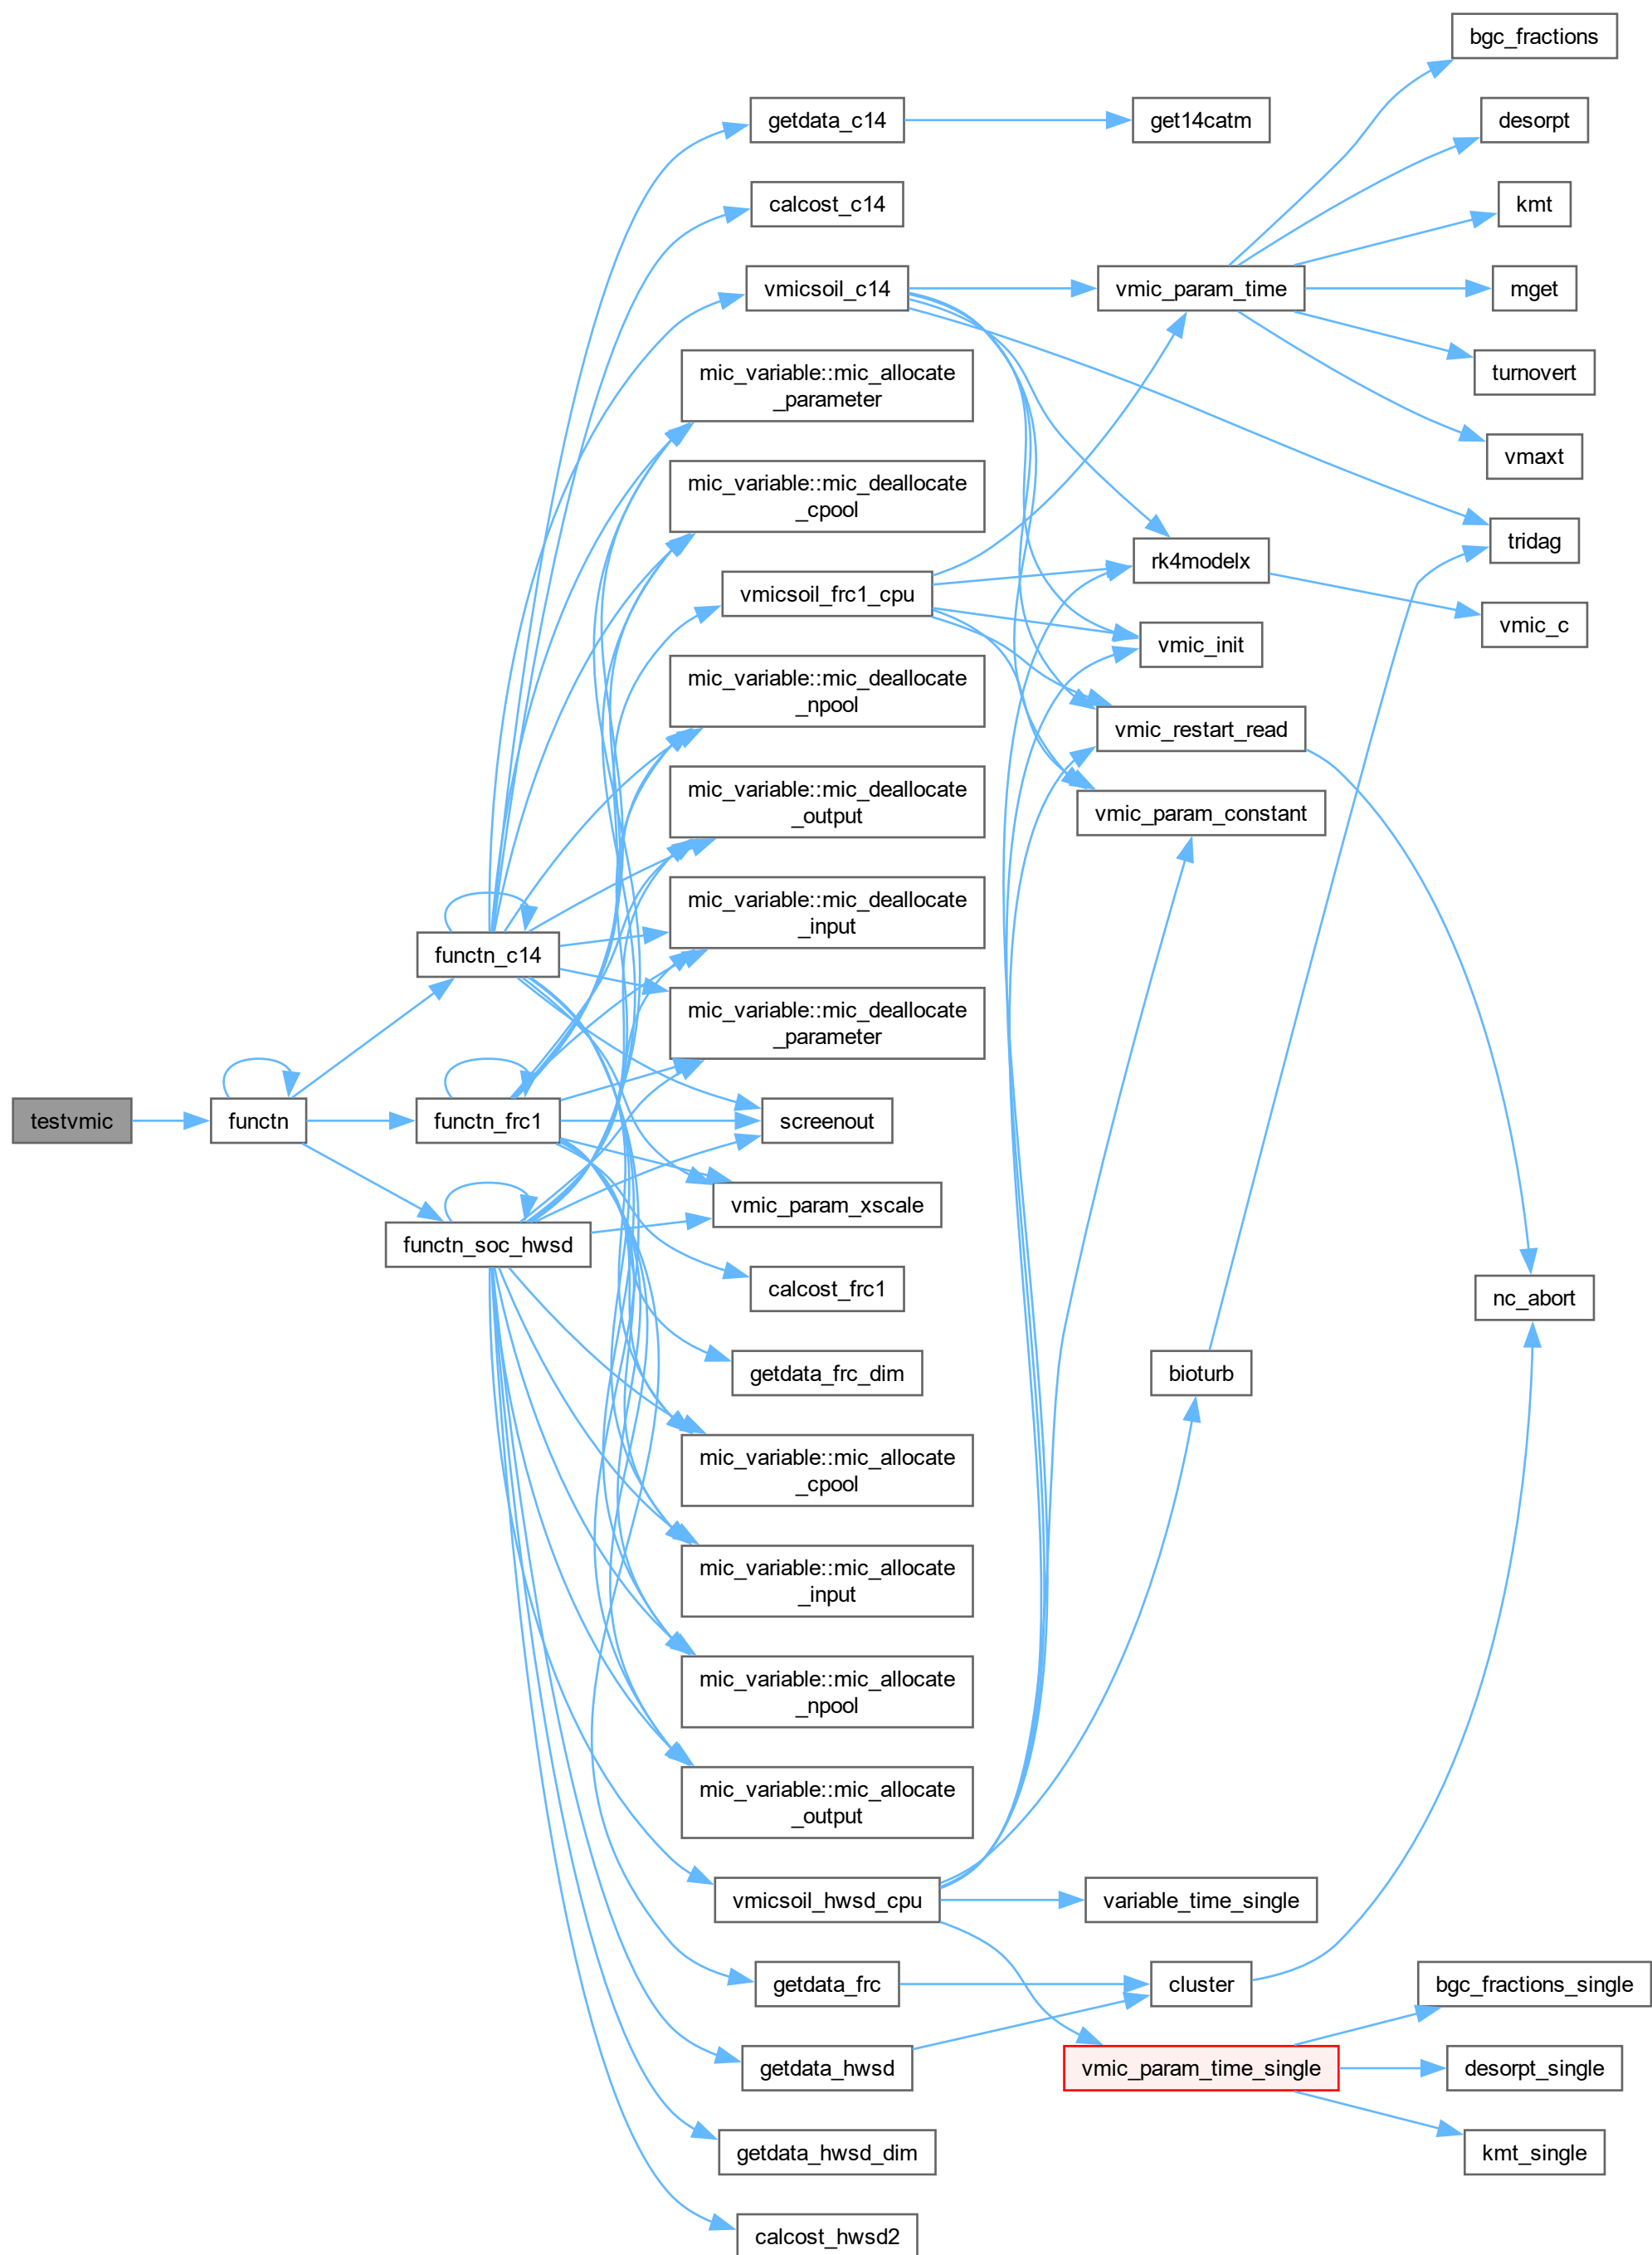 bgc_fractions
getdata_c14
get14catm
desorpt
calcost_c14
kmt
vmicsoil_c14
vmic_param_time
mget
mic_variable::mic_allocate
_parameter
turnovert
vmaxt
mic_variable::mic_deallocate
_cpool
tridag
rk4modelx
vmicsoil_frc1_cpu
vmic_c
vmic_init
mic_variable::mic_deallocate
_npool
vmic_restart_read
mic_variable::mic_deallocate
_output
vmic_param_constant
mic_variable::mic_deallocate
_input
functn_c14
mic_variable::mic_deallocate
_parameter
testvmic
functn
functn_frc1
screenout
vmic_param_xscale
functn_soc_hwsd
calcost_frc1
nc_abort
getdata_frc_dim
bioturb
mic_variable::mic_allocate
_cpool
mic_variable::mic_allocate
_input
mic_variable::mic_allocate
_npool
mic_variable::mic_allocate
_output
vmicsoil_hwsd_cpu
variable_time_single
getdata_frc
cluster
bgc_fractions_single
getdata_hwsd
vmic_param_time_single
desorpt_single
getdata_hwsd_dim
kmt_single
calcost_hwsd2